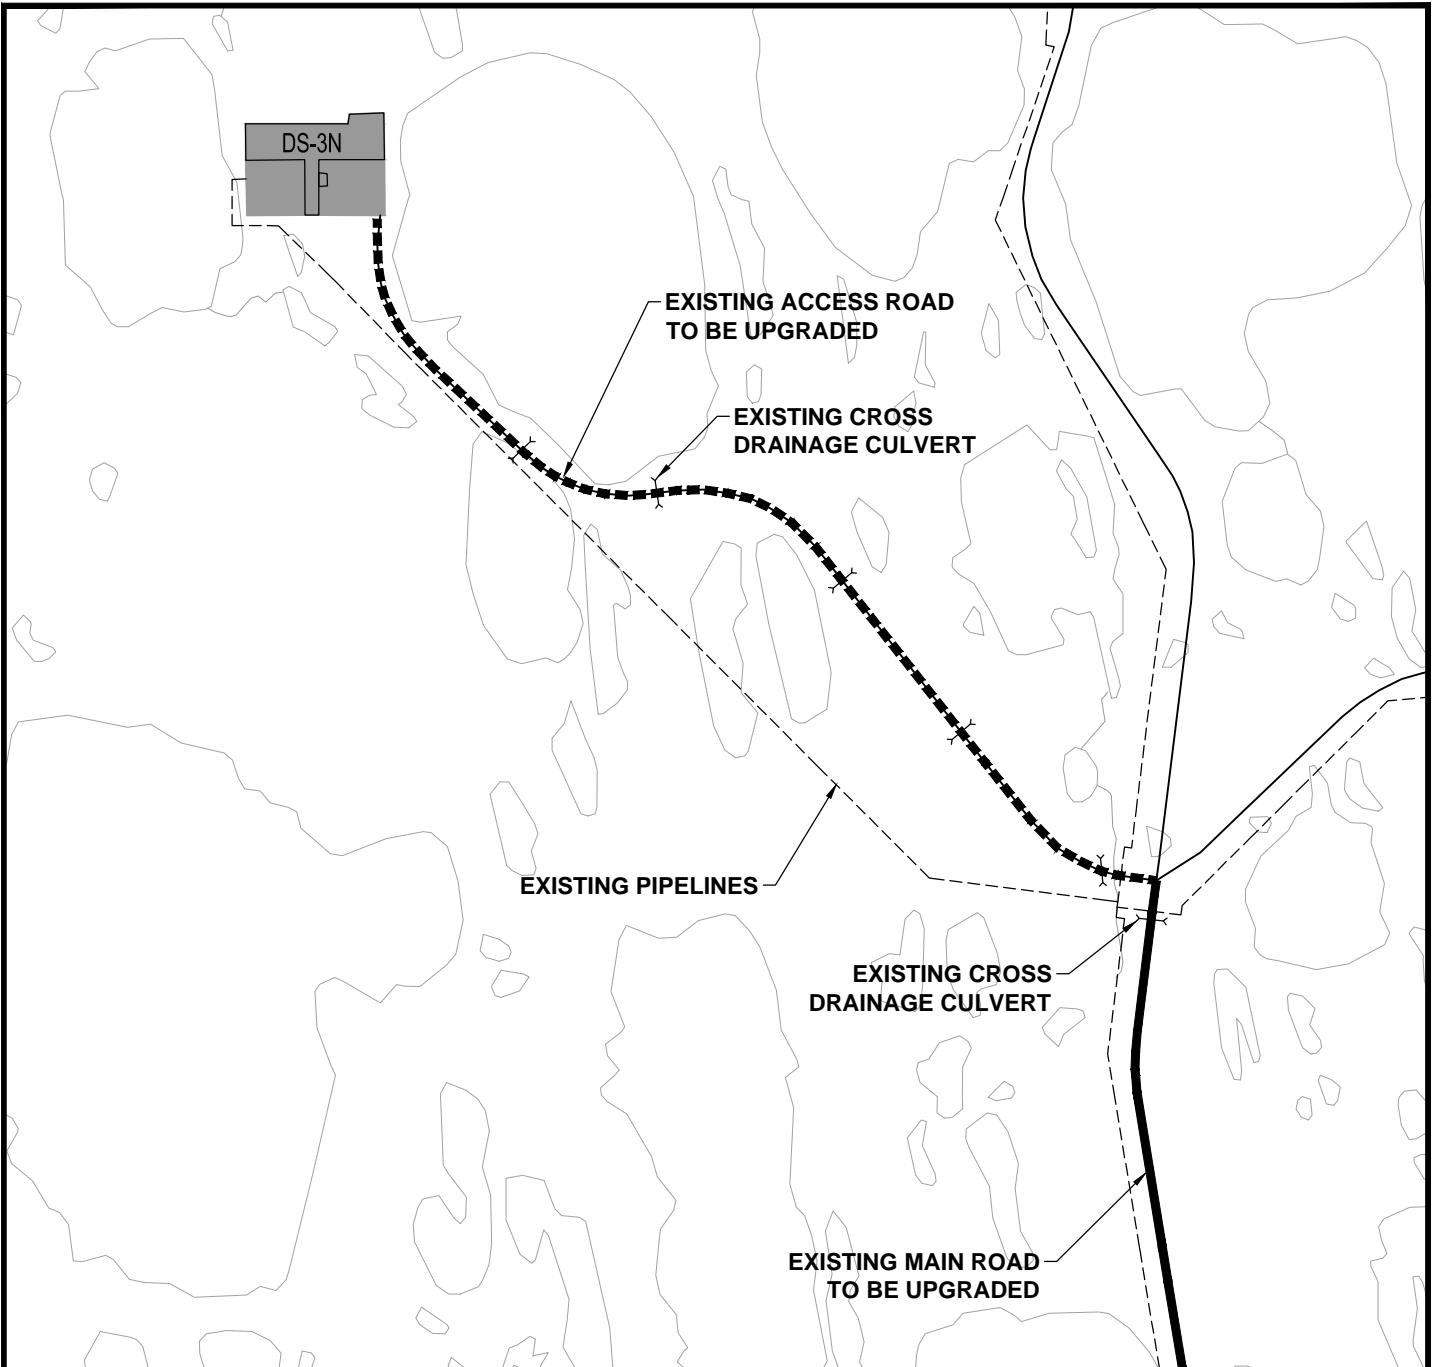 DS-3N
EXISTING ACCESS ROAD
TO BE UPGRADED
EXISTING CROSS
DRAINAGE CULVERT
EXISTING PIPELINES
EXISTING CROSS
DRAINAGE CULVERT
EXISTING MAIN ROAD
TO BE UPGRADED